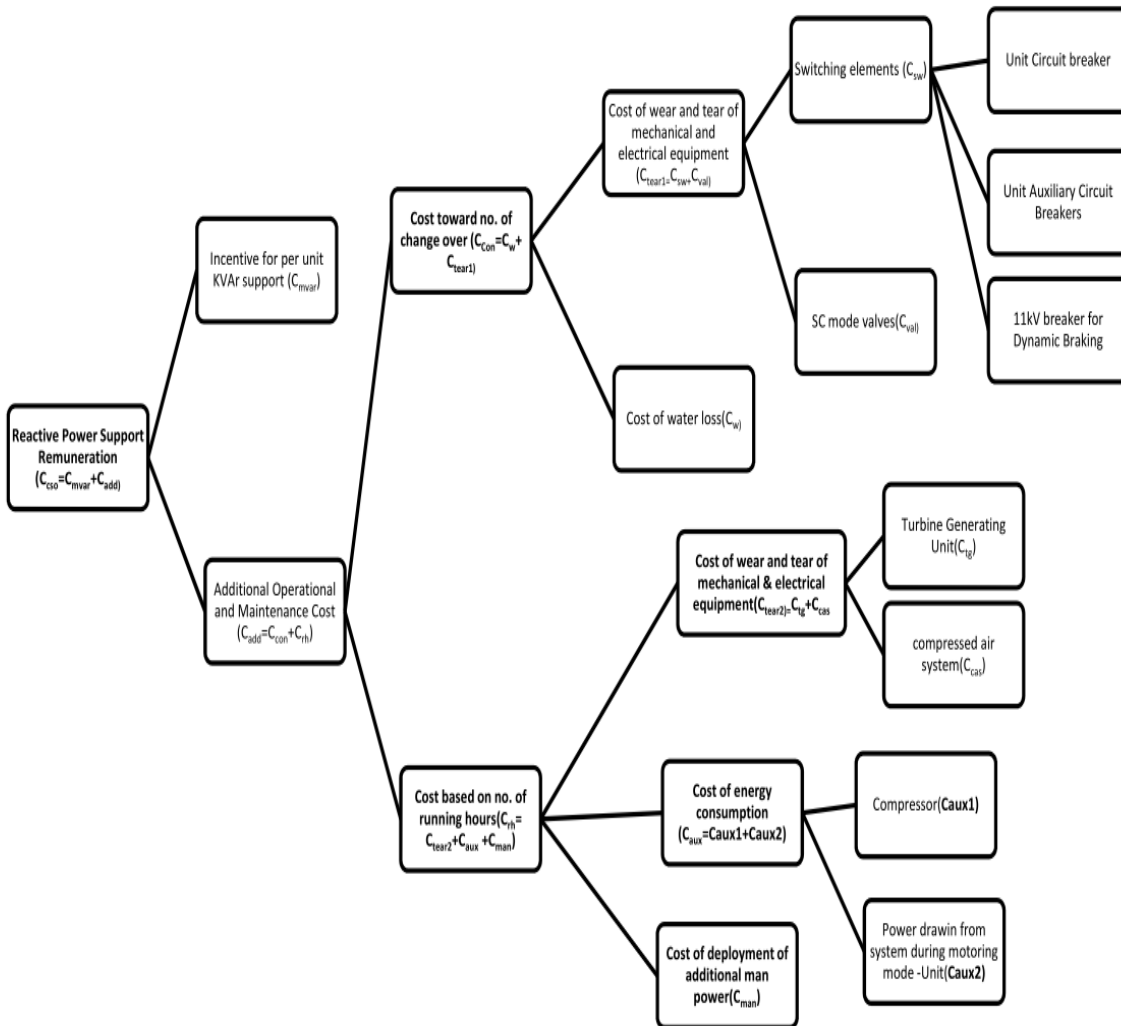 Reactive Power Support
Remuneration
(Ccso=Cmvar+Cadd)
Incentive for per unit
KVAr support (Cmvar)
Additional Operational
and Maintenance Cost
(Cadd=Ccon+Crh)
Cost toward no. of
change over (CCon=Cw+
Ctear1)
Cost based on no. of
running hours(Crh=
Ctear2+Caux +Cman)
Cost of wear and tear of
mechanical and
electrical equipment
(Ctear1=Csw+Cval)
Cost of water loss(Cw)
Cost of wear and tear of
mechanical & electrical
equipment(Ctear2)=Ctg+Ccas
Cost of energy
consumption
(Caux=Caux1+Caux2)
Cost of deployment of
additional man
power(Cman)
Switching elements (Csw)
SC mode valves(Cval)
Unit Circuit breaker
Unit Auxiliary Circuit
Breakers
11kV breaker for
Dynamic Braking
Turbine Generating
Unit(Ctg)
compressed air
system(Ccas)
Compressor(Caux1)
Power drawin from
system during motoring
mode -Unit(Caux2)